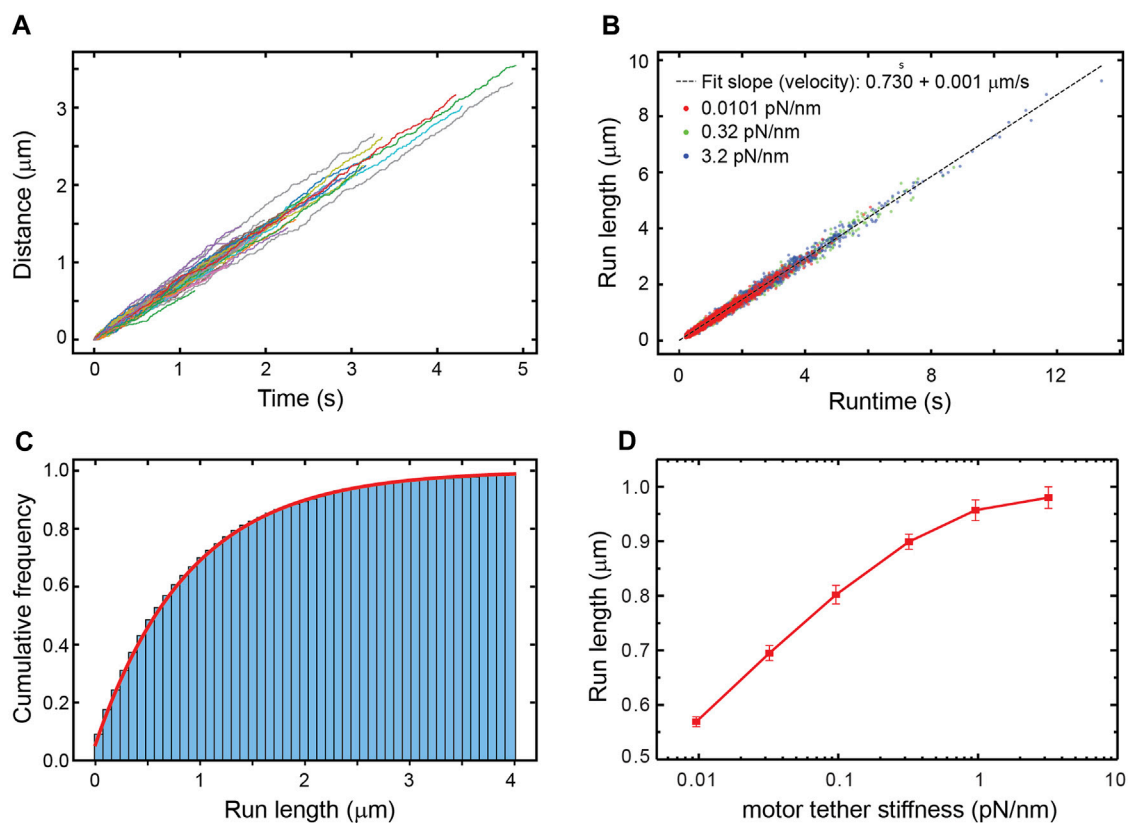 A
Distance (μm)
3
2
1
0
0 1 2 3 4 5
Time (s)
B
Run length (μm)
10
8
6
4
2
0
s
Fit slope (velocity): 0.730 + 0.001 μm/s
0.0101 pN/nm
0.32 pN/nm
3.2 pN/nm
0 4 8 12
Runtime (s)
C
Cumulative frequency
1.0
0.8
0.6
0.4
0.2
0.0
0 1 2 3 4
Run length (μm)
D
Run length (μm)
1.0
0.9
0.8
0.7
0.6
0.5
0.01 0.1 1 10
motor tether stiffness (pN/nm)